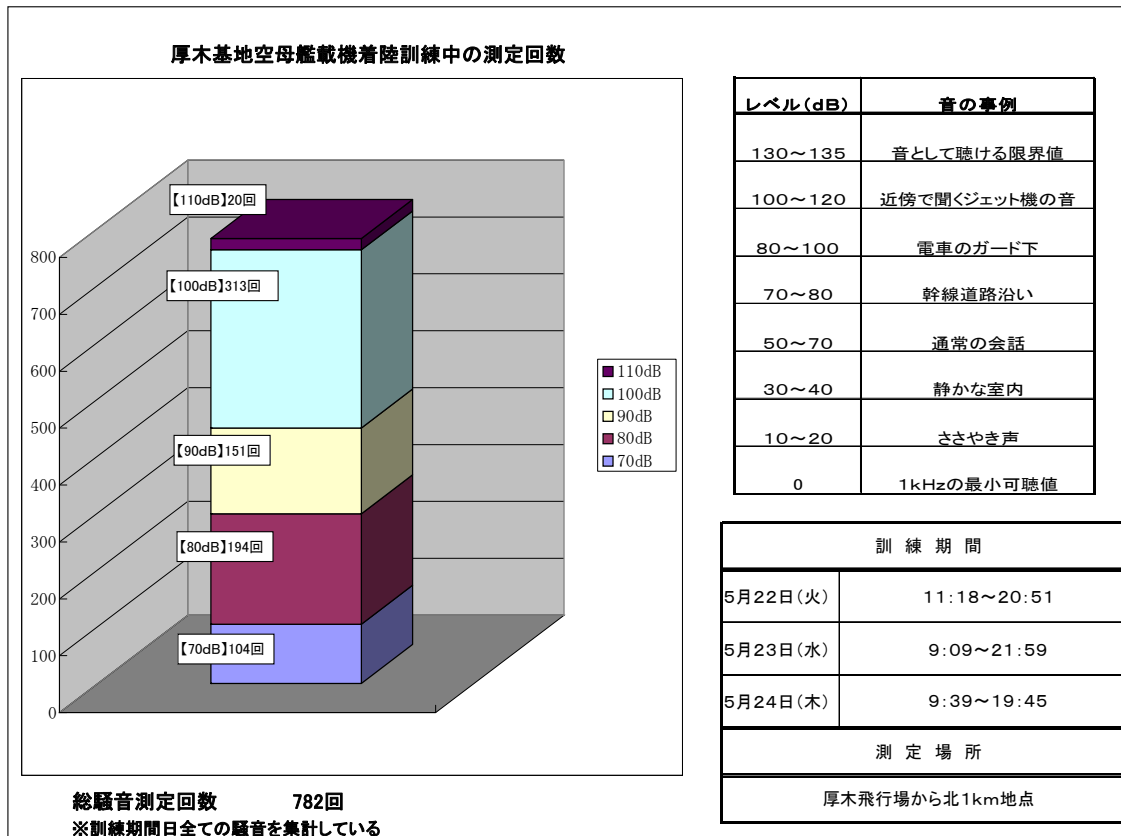 厚木基地空母艦載機着陸訓練中の測定回数
【110dB】20回
【100dB】313回
【90dB】151回
【80dB】194回
【70dB】104回
800
700
600
500
400
300
200
100
0
110dB
100dB
90dB
80dB
70dB
総騒音測定回数 782回
※訓練期間日全ての騒音を集計している
レベル(dB) 音の事例
130～135 音として聴ける限界値
100～120 近傍で聞くジェット機の音
80～100 電車のガード下
70～80 幹線道路沿い
50～70 通常の会話
30～40 静かな室内
10～20 ささやき声
0 1kHzの最小可聴値
訓練期間
5月22日(火) 11:18～20:51
5月23日(水) 9:09～21:59
5月24日(木) 9:39～19:45
測定場所
厚木飛行場から北1km地点